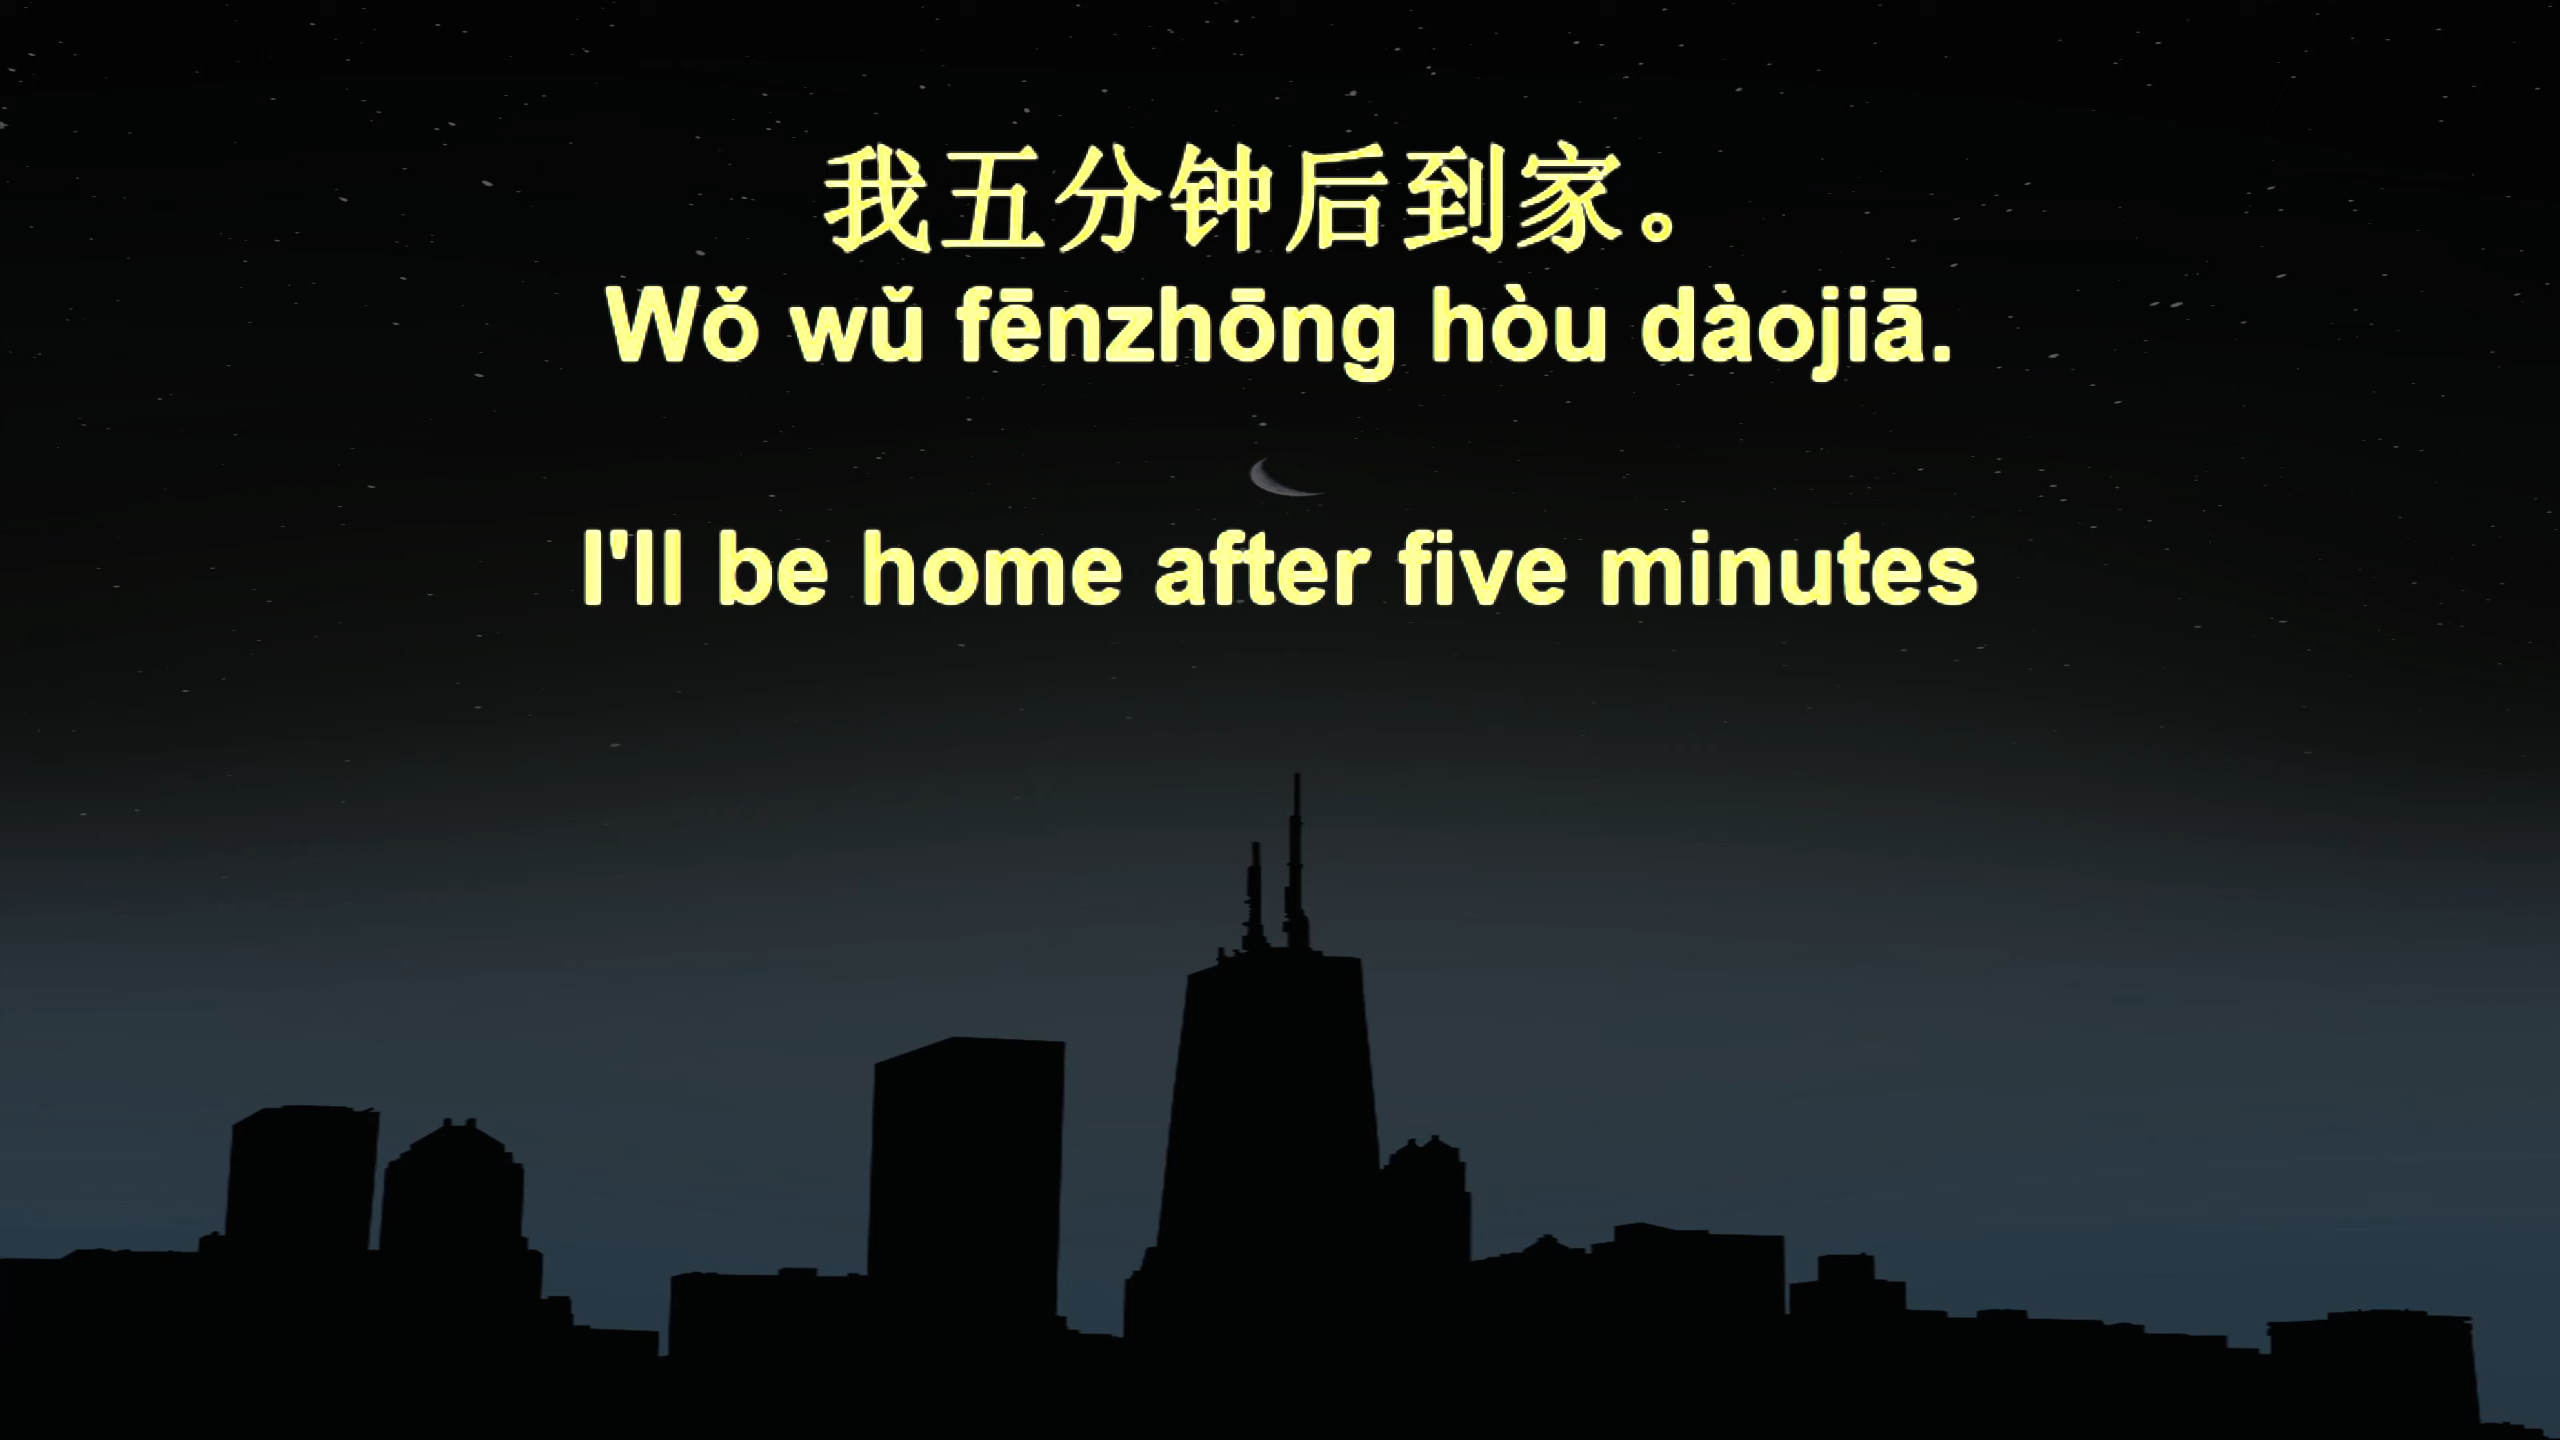 我五分钟后到家。
Wǒ wǔ fēnzhōng hòu dàojiā.
I'll be home after five minutes